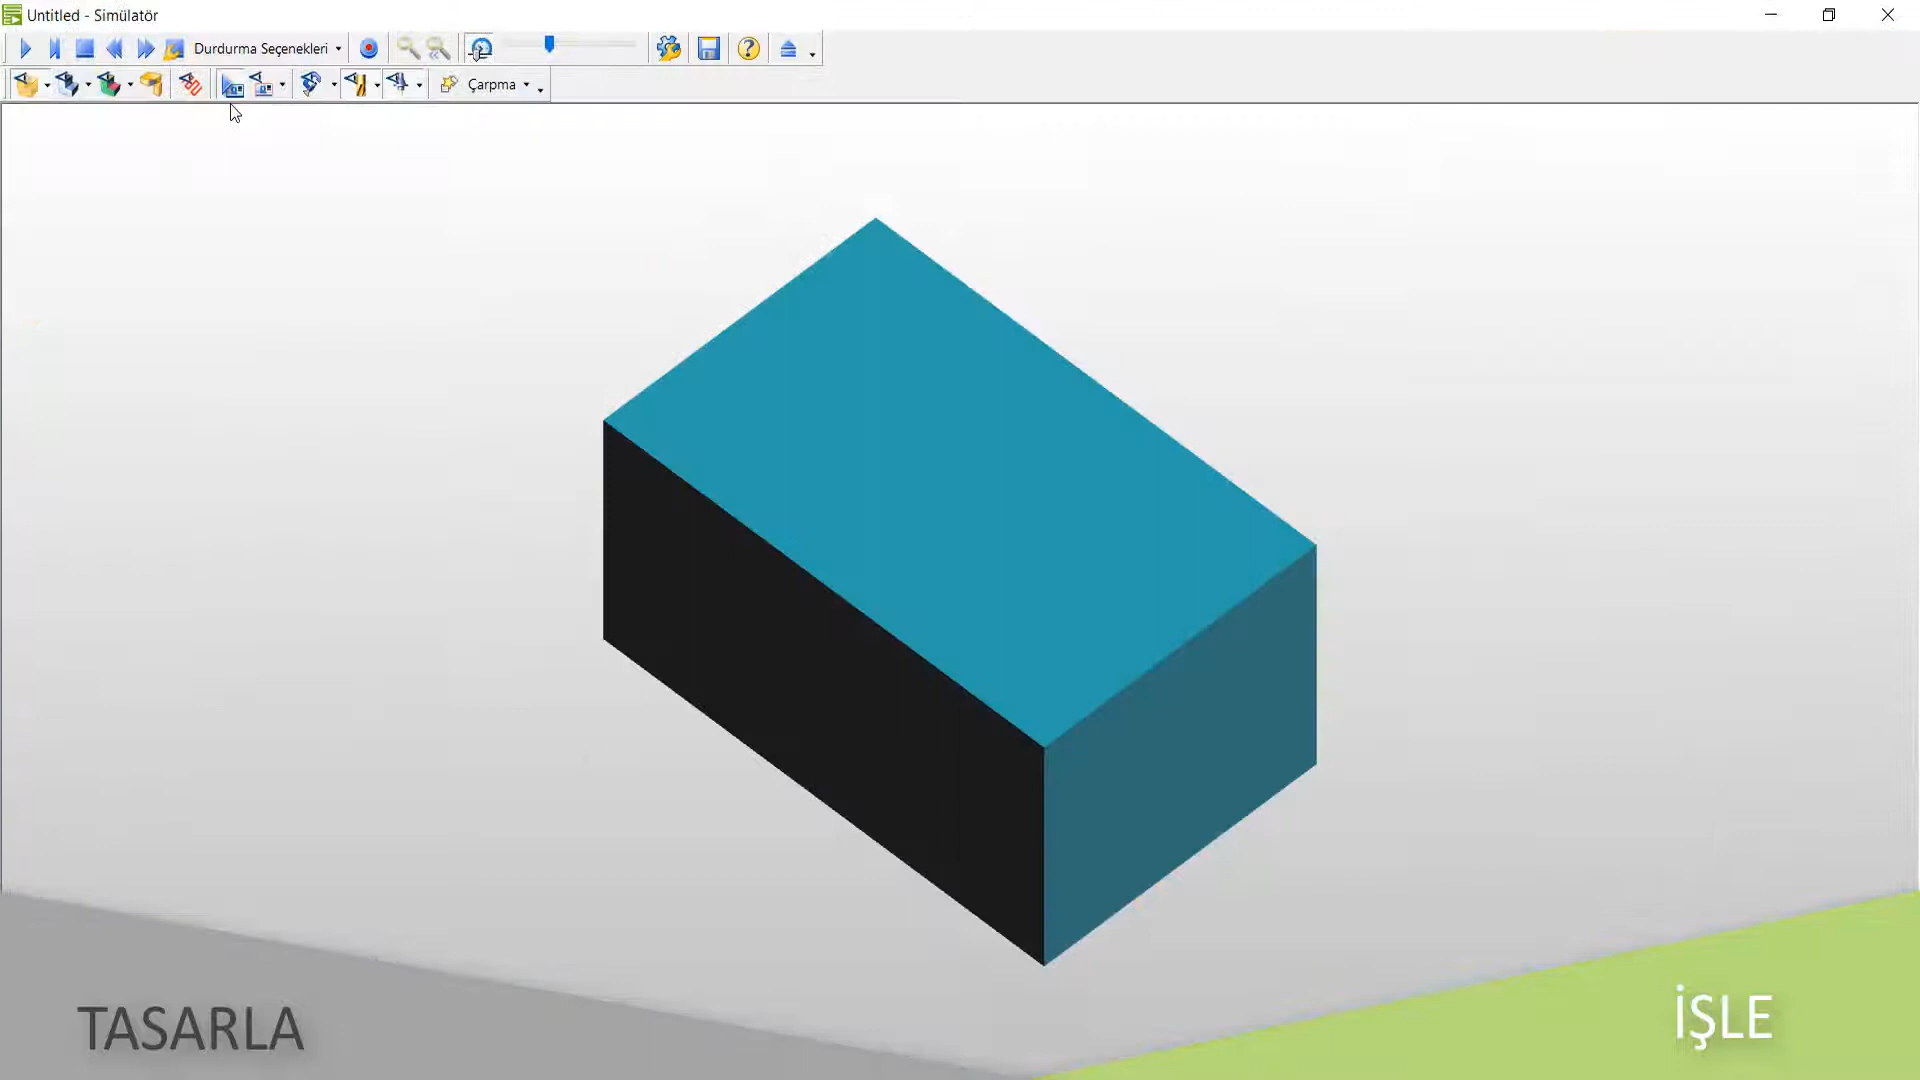 Untitled - Simülatör
Durdurma Seçenekleri
Çarpma
TASARLA
İŞLE